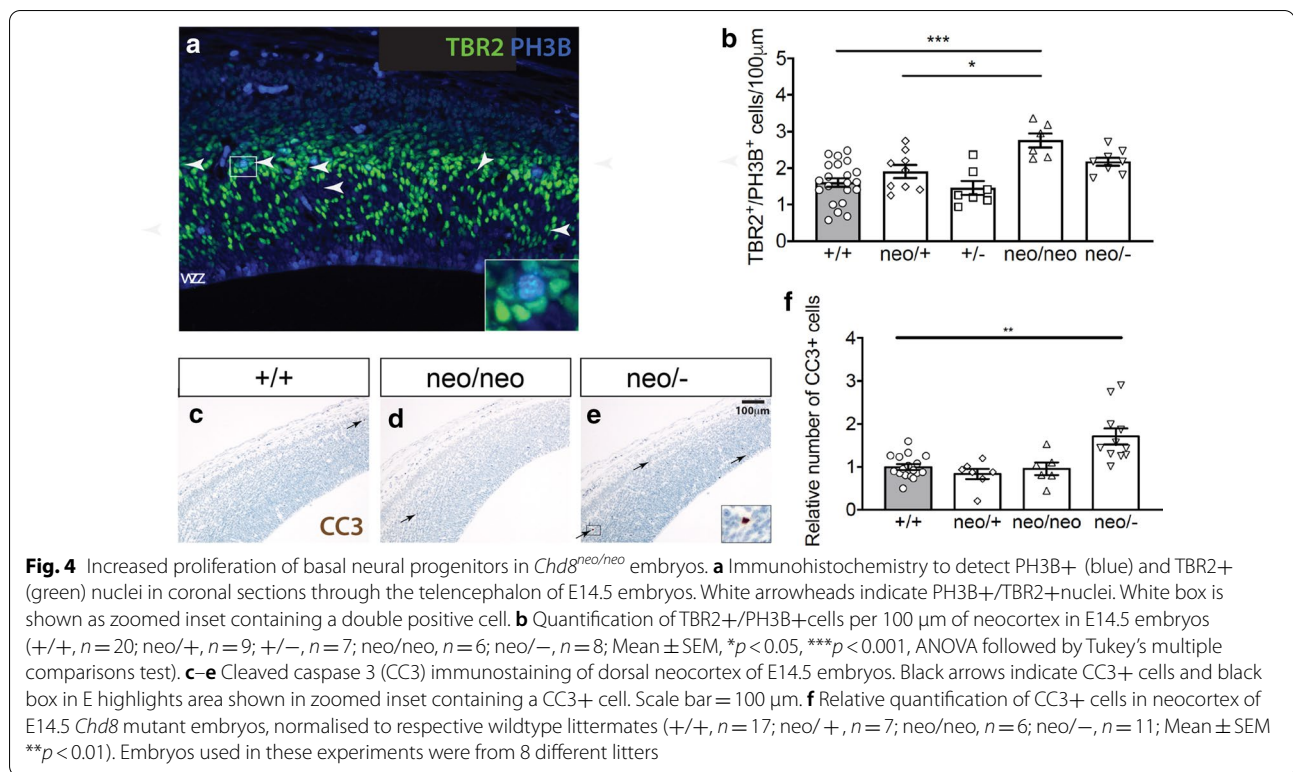 a
TBR2 PH3B
VZ
b
***
*
TBR2+/PH3B+ cells/100μm
5
4
3
2
1
0
+/+ neo/+ +/- neo/neo neo/-
+/+ neo/neo neo/-
c d e
100μm
CC3
f
**
Relative number of CC3+ cells
4
3
2
1
0
+/+ neo/+ neo/neo neo/-
Fig. 4 Increased proliferation of basal neural progenitors in Chd8neo/neo embryos. a Immunohistochemistry to detect PH3B+ (blue) and TBR2+
(green) nuclei in coronal sections through the telencephalon of E14.5 embryos. White arrowheads indicate PH3B+/TBR2+nuclei. White box is
shown as zoomed inset containing a double positive cell. b Quantification of TBR2+/PH3B+cells per 100 μm of neocortex in E14.5 embryos
(+/+, n = 20; neo/+, n = 9; +/−, n = 7; neo/neo, n = 6; neo/−, n = 8; Mean ± SEM, *p < 0.05, ***p < 0.001, ANOVA followed by Tukey's multiple
comparisons test). c–e Cleaved caspase 3 (CC3) immunostaining of dorsal neocortex of E14.5 embryos. Black arrows indicate CC3+ cells and black
box in E highlights area shown in zoomed inset containing a CC3+ cell. Scale bar = 100 μm. f Relative quantification of CC3+ cells in neocortex of
E14.5 Chd8 mutant embryos, normalised to respective wildtype littermates (+/+, n = 17; neo/+, n = 7; neo/neo, n = 6; neo/−, n = 11; Mean ± SEM
**p < 0.01). Embryos used in these experiments were from 8 different litters